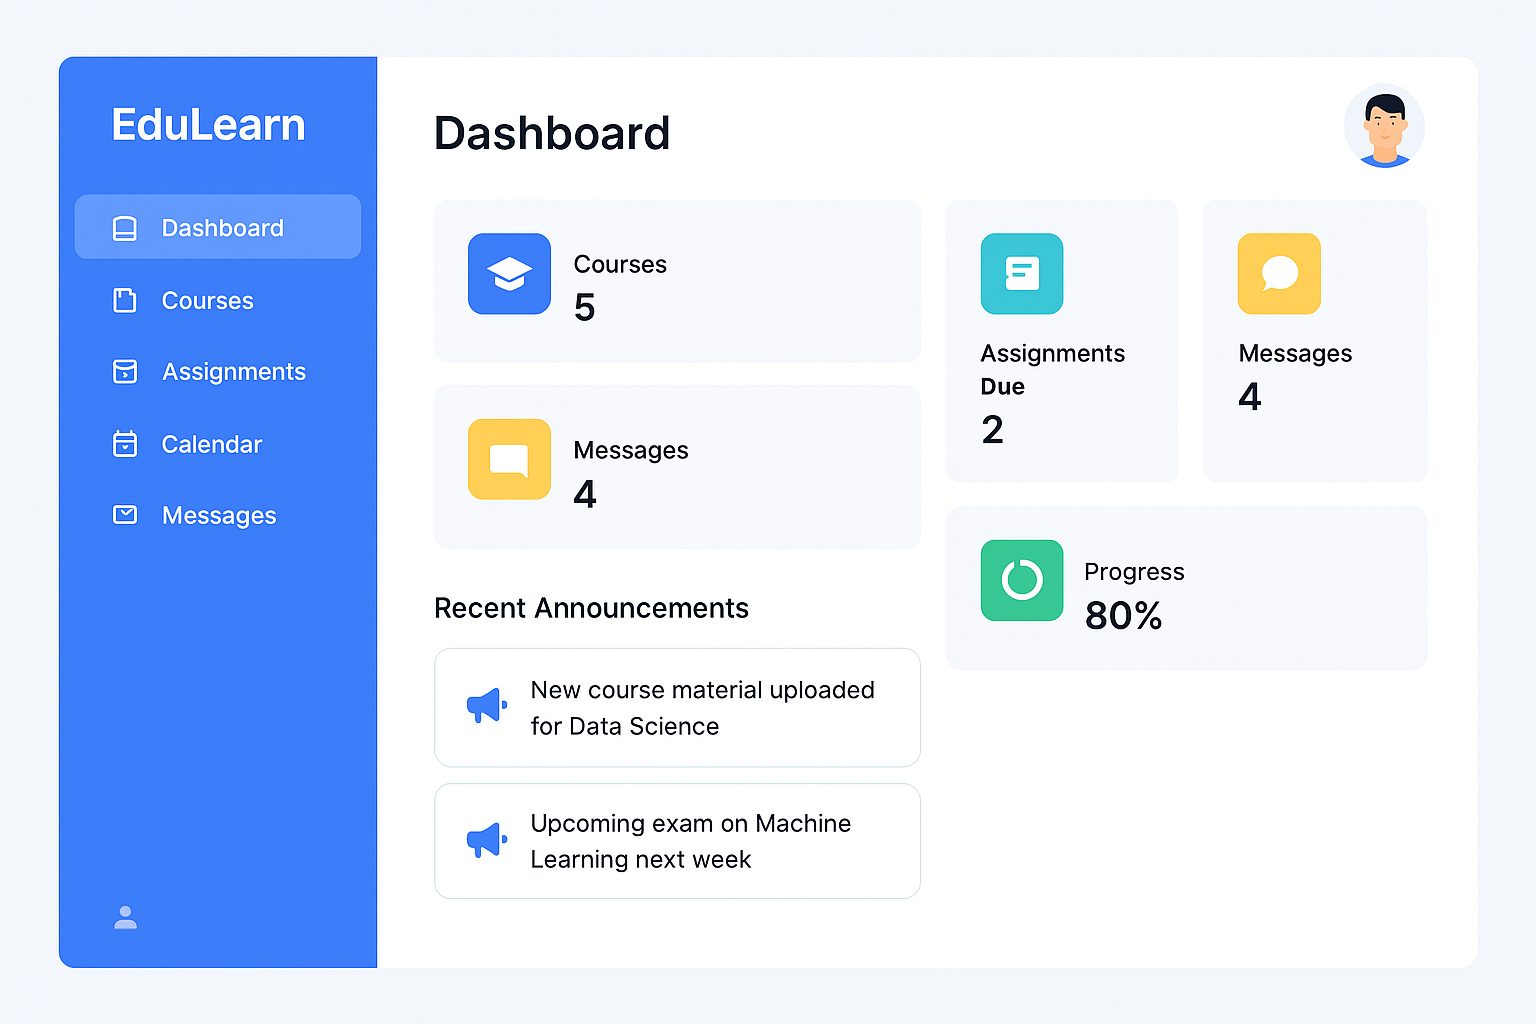 EduLearn
Dashboard
Courses
Assignments
Calendar
Messages
Dashboard
Courses
5
Assignments
Due
2
Messages
4
Messages
4
Progress
80%
Recent Announcements
New course material uploaded
for Data Science
Upcoming exam on Machine
Learning next week